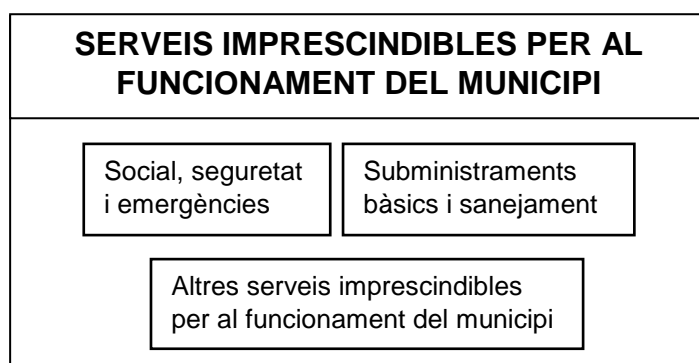 SERVEIS IMPRESCINDIBLES PER AL
FUNCIONAMENT DEL MUNICIPI
Social, seguretat
i emergències
Subministraments
bàsics i sanejament
Altres serveis imprescindibles
per al funcionament del municipi